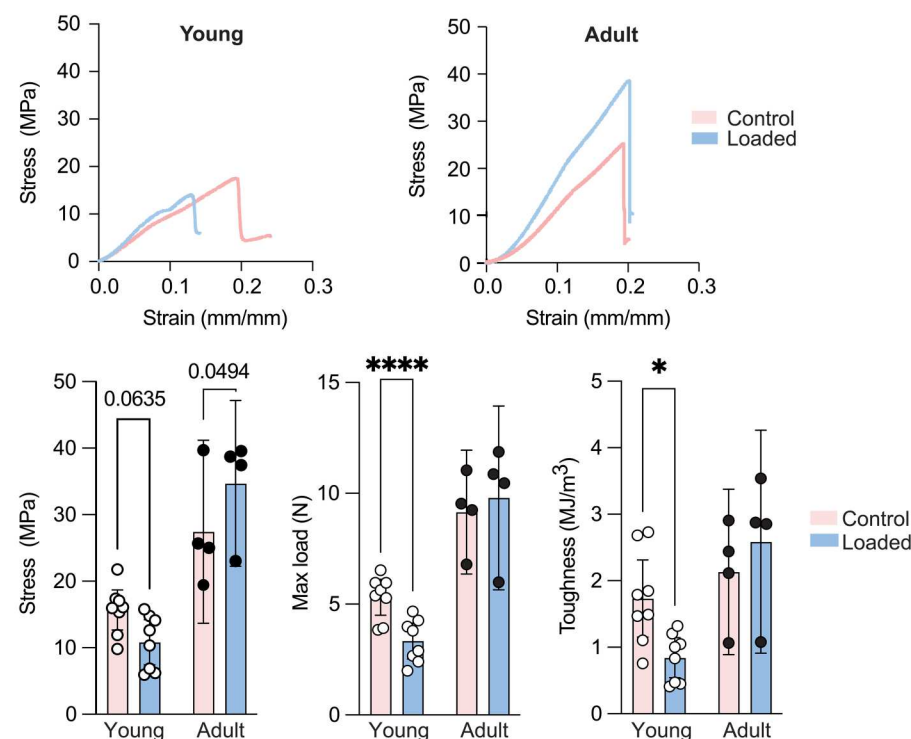 Young
50
40
30
20
10
0
Stress (MPa)
0.0 0.1 0.2 0.3
Strain (mm/mm)
Adult
50
40
30
20
10
0
Stress (MPa)
0.0 0.1 0.2 0.3
Strain (mm/mm)
Control
Loaded
0.0635
0.0494
50
40
30
20
10
0
Stress (MPa)
Young Adult
****
15
10
5
0
Max load (N)
Young Adult
*
5
4
3
2
1
0
Toughness (MJ/m³)
Young Adult
Control
Loaded